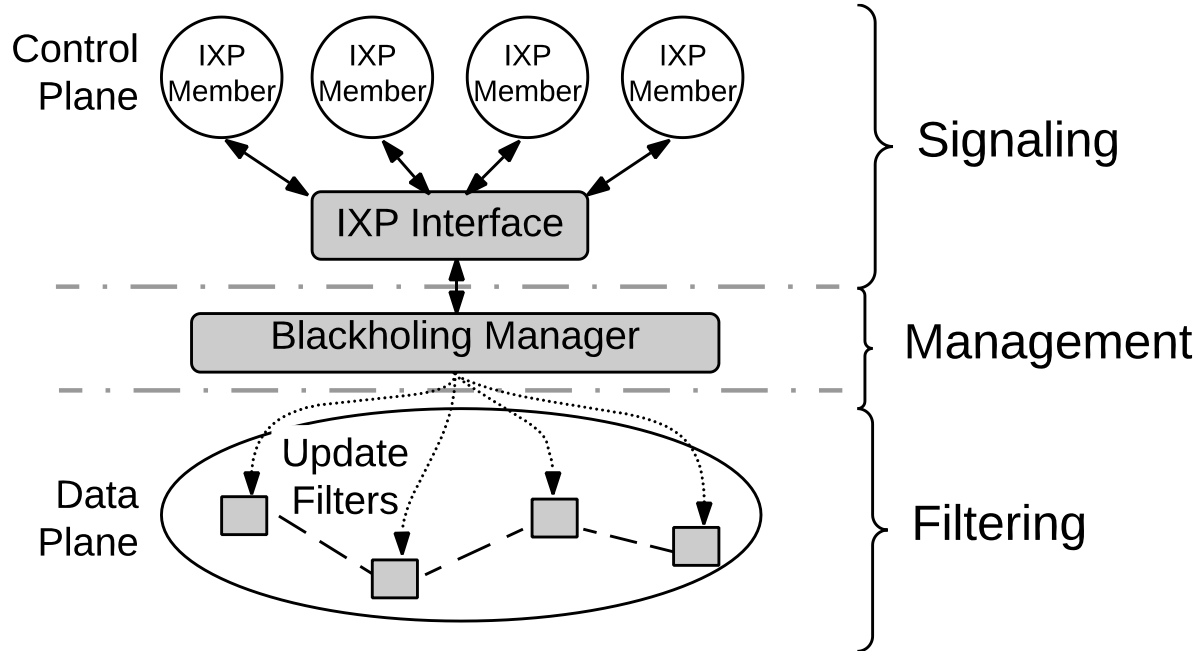 Control
Plane
IXP
Member
IXP
Member
IXP
Member
IXP
Member
Signaling
IXP Interface
Blackholing Manager
Management
Update
Filters
Data
Plane
Filtering